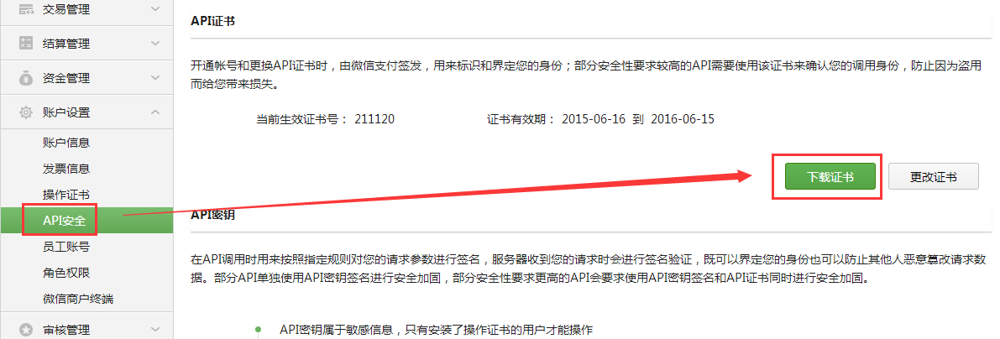 交易管理
结算管理
资金管理
账户设置
账户信息
发票信息
操作证书
API安全
员工账号
角色权限
微信商户终端
审核管理
API证书
开通帐号和更换API证书时，由微信支付签发，用来标识和界定您的身份；部分安全性要求较高的API需要使用该证书来确认您的调用身份，防止因为盗用
而给您带来损失。
当前生效证书号： 211120 证书有效期： 2015-06-16 到 2016-06-15
下载证书 更改证书
API密钥
在API调用时用来按照指定规则对您的请求参数进行签名，服务器收到您的请求时会进行签名验证，既可以界定您的身份也可以防止其他人恶意篡改请求数
据。部分API单独使用API密钥签名进行安全加固，部分安全性要求更高的API会要求使用API密钥签名和API证书同时进行安全加固。
API密钥属于敏感信息，只有安装了操作证书的用户才能操作